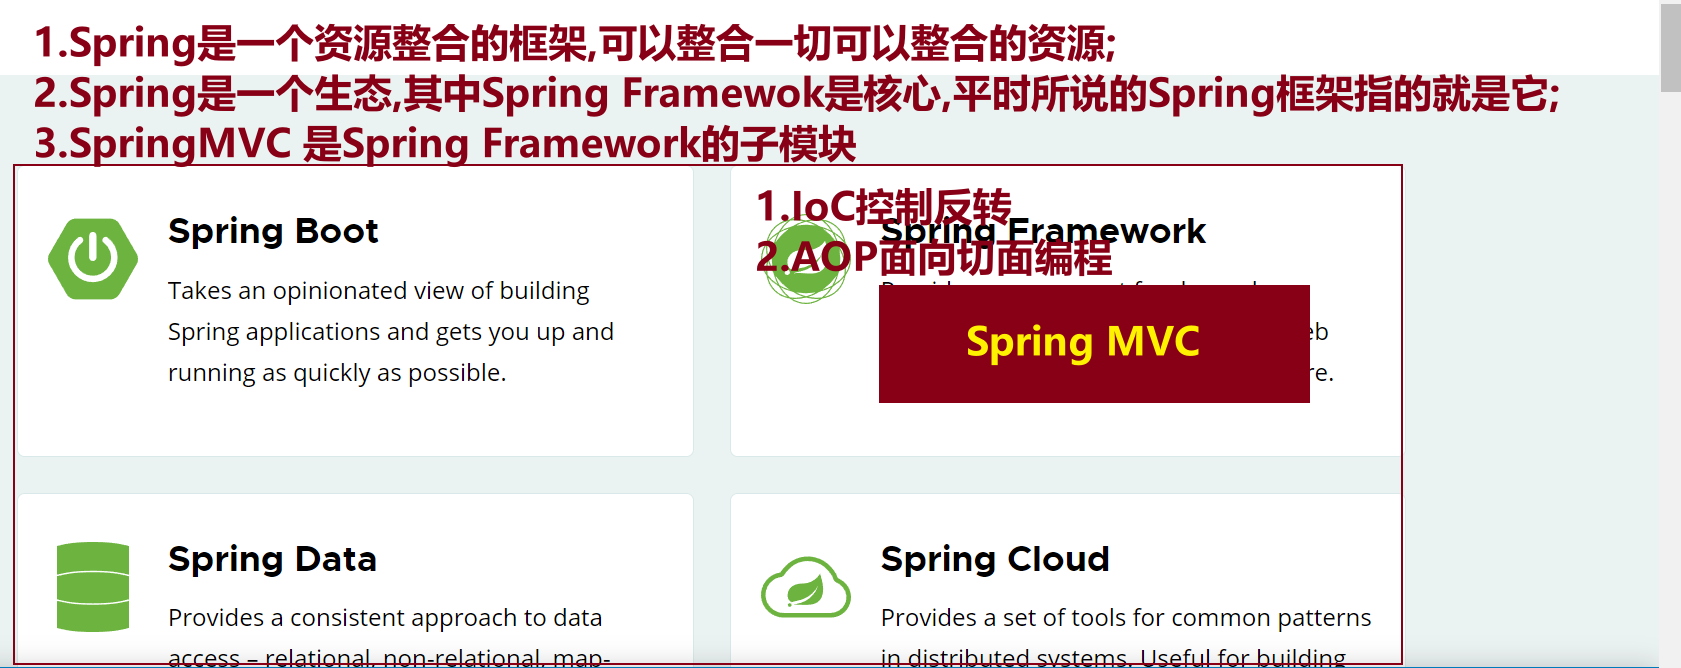 1.Spring是一个资源整合的框架,可以整合一切可以整合的资源;
2.Spring是一个生态,其中Spring Framewok是核心,平时所说的Spring框架指的就是它;
3.SpringMVC 是Spring Framework的子模块
Spring Boot
Takes an opinionated view of building
Spring applications and gets you up and
running as quickly as possible.
1.IoC控制反转
Spring Framework
2.AOP面向切面编程
Spring MVC
Spring Data
Provides a consistent approach to data
access – relational, non-relational, map-
Spring Cloud
Provides a set of tools for common patterns
in distributed systems. Useful for building